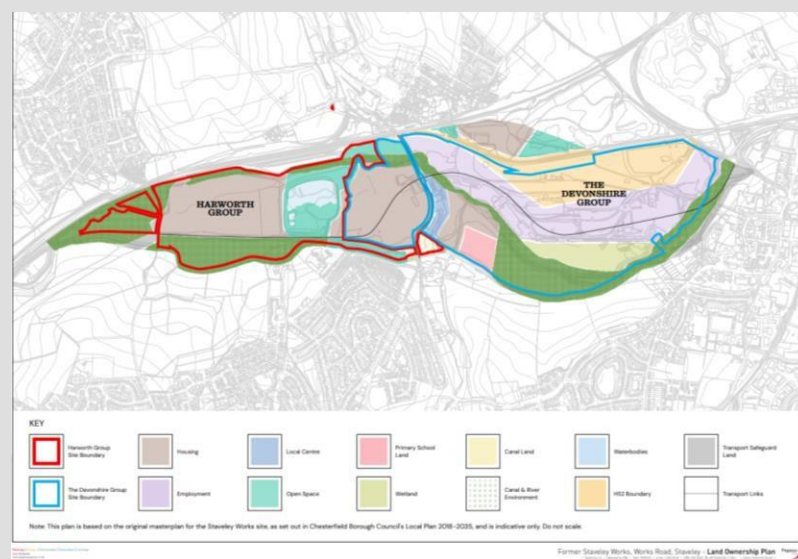 HARWORTH
GROUP
THE
DEVONSHIRE
GROUP
KEY
Harworth Group
Site Boundary
Housing
Local Centre
Primary School
Land
Canal Land
Waterbodies
Transport Safeguard
Land
The Devonshire Group
Site Boundary
Employment
Open Space
Wetland
Canal & River
Environment
HS2 Boundary
Transport Links
Note: This plan is based on the original masterplan for the Staveley Works site, as set out in Chesterfield Borough Council's Local Plan 2018-2035, and is indicative only. Do not scale.
Former Staveley Works, Works Road, Staveley - Land Ownership Plan